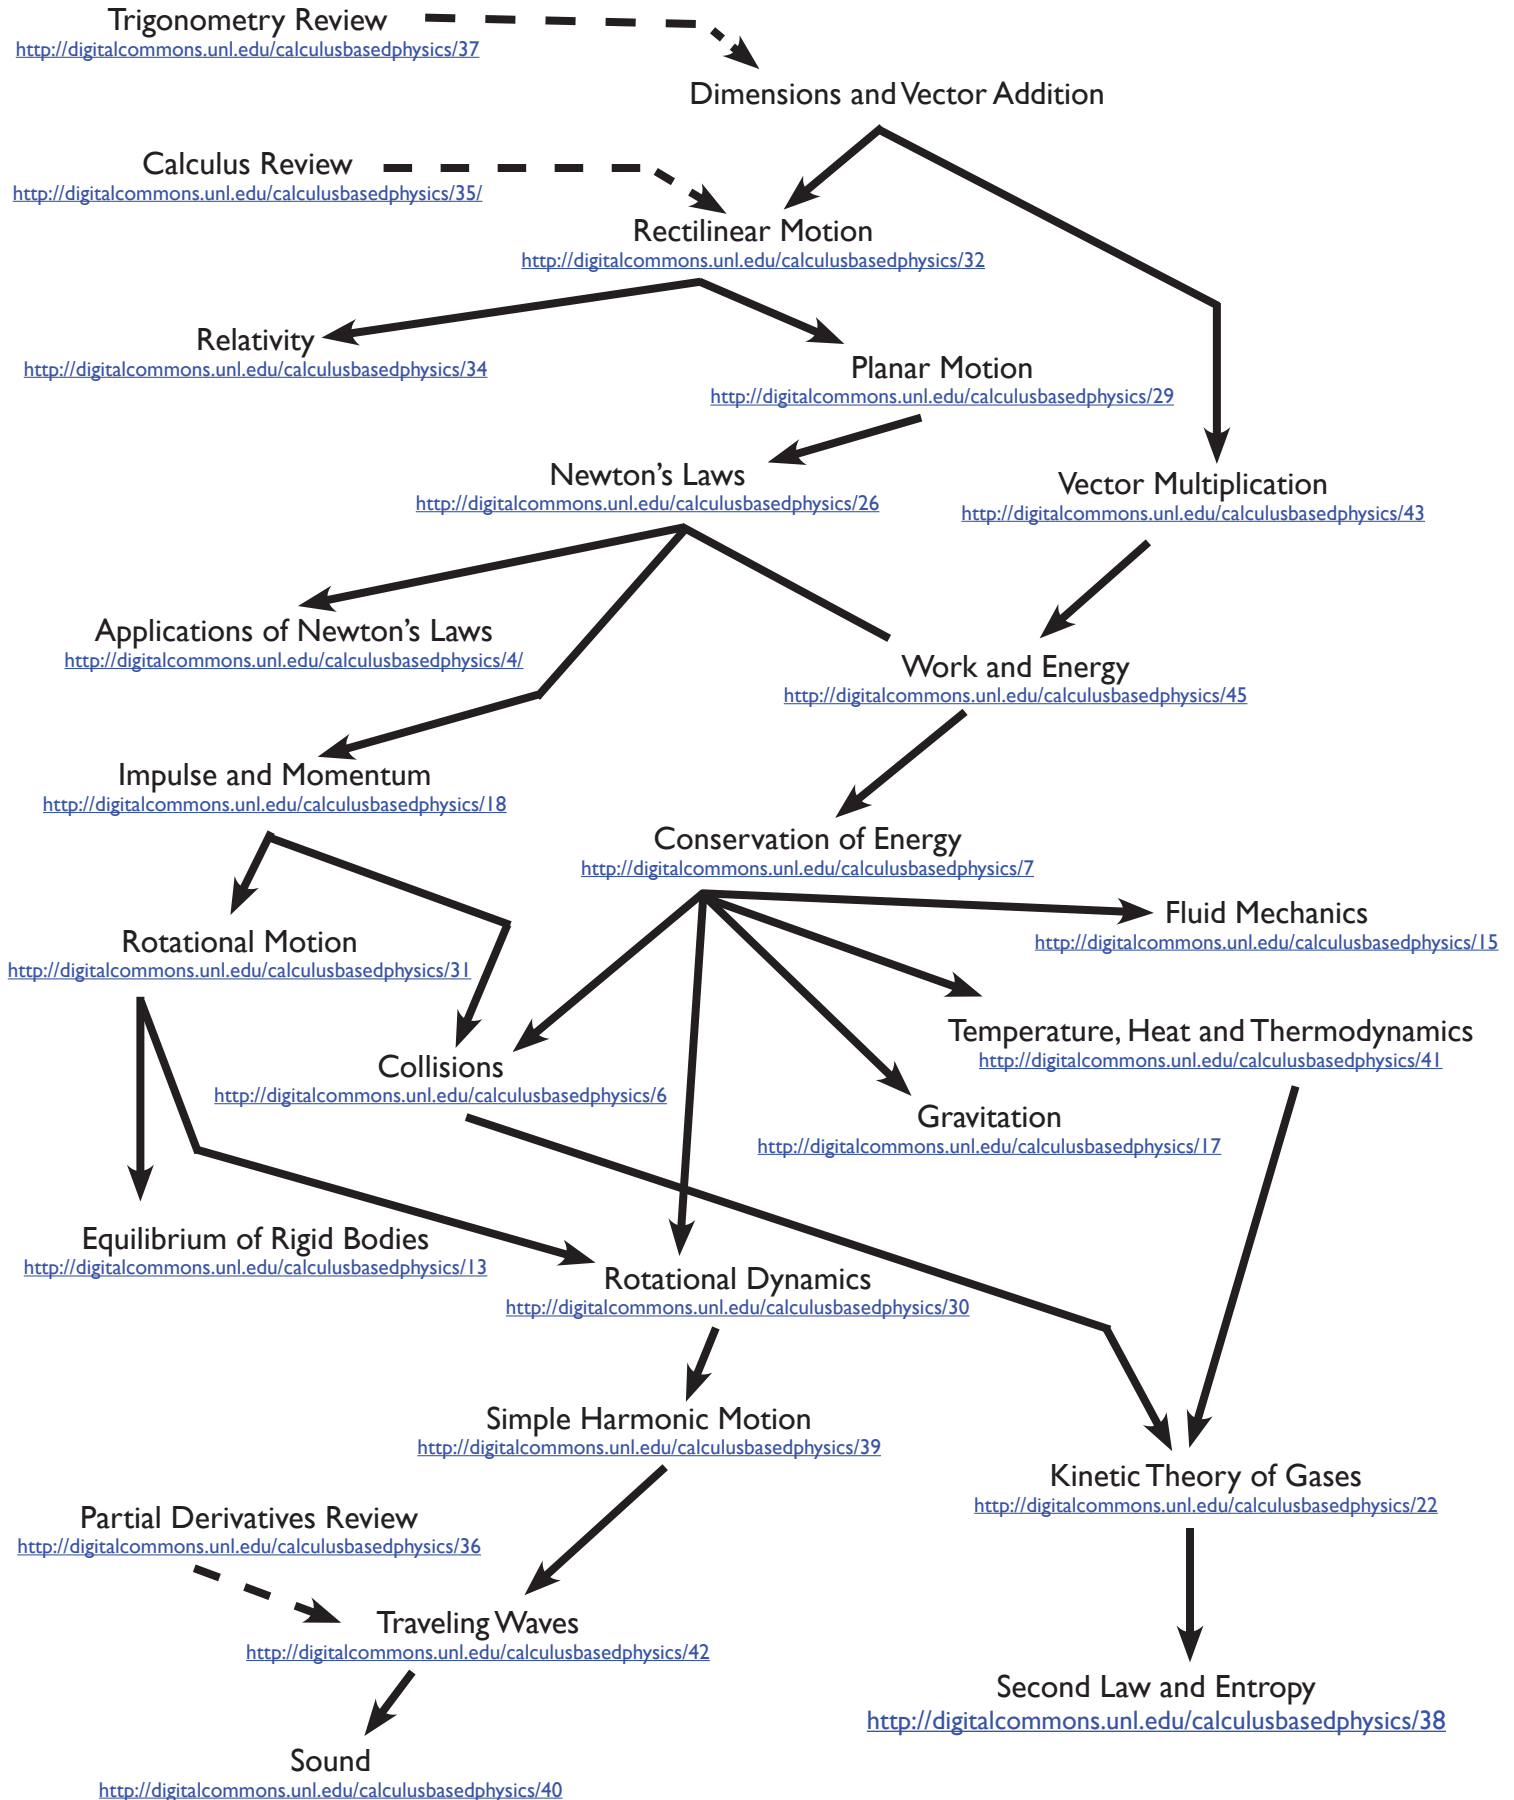 Trigonometry Review
http://digitalcommons.unl.edu/calculusbasedphysics/37
Dimensions and Vector Addition
Calculus Review
http://digitalcommons.unl.edu/calculusbasedphysics/35/
Rectilinear Motion
http://digitalcommons.unl.edu/calculusbasedphysics/32
Relativity
http://digitalcommons.unl.edu/calculusbasedphysics/34
Planar Motion
http://digitalcommons.unl.edu/calculusbasedphysics/29
Newton’s Laws
http://digitalcommons.unl.edu/calculusbasedphysics/26
Vector Multiplication
http://digitalcommons.unl.edu/calculusbasedphysics/43
Applications of Newton’s Laws
http://digitalcommons.unl.edu/calculusbasedphysics/4/
Work and Energy
http://digitalcommons.unl.edu/calculusbasedphysics/45
Impulse and Momentum
http://digitalcommons.unl.edu/calculusbasedphysics/18
Conservation of Energy
http://digitalcommons.unl.edu/calculusbasedphysics/7
Fluid Mechanics
http://digitalcommons.unl.edu/calculusbasedphysics/15
Rotational Motion
http://digitalcommons.unl.edu/calculusbasedphysics/31
Temperature, Heat and Thermodynamics
http://digitalcommons.unl.edu/calculusbasedphysics/41
Collisions
http://digitalcommons.unl.edu/calculusbasedphysics/6
Gravitation
http://digitalcommons.unl.edu/calculusbasedphysics/17
Equilibrium of Rigid Bodies
http://digitalcommons.unl.edu/calculusbasedphysics/13
Rotational Dynamics
http://digitalcommons.unl.edu/calculusbasedphysics/30
Simple Harmonic Motion
http://digitalcommons.unl.edu/calculusbasedphysics/39
Kinetic Theory of Gases
http://digitalcommons.unl.edu/calculusbasedphysics/22
Partial Derivatives Review
http://digitalcommons.unl.edu/calculusbasedphysics/36
Traveling Waves
http://digitalcommons.unl.edu/calculusbasedphysics/42
Second Law and Entropy
http://digitalcommons.unl.edu/calculusbasedphysics/38
Sound
http://digitalcommons.unl.edu/calculusbasedphysics/40